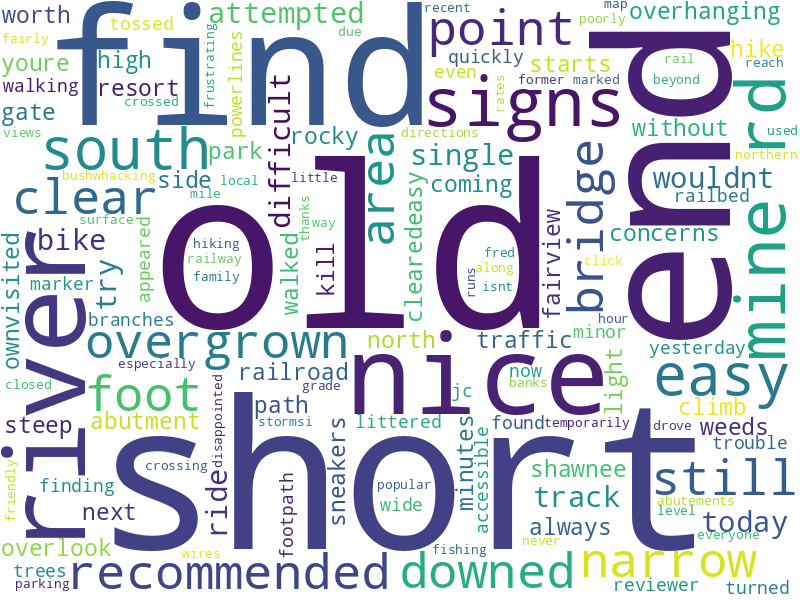 worth
tossed
find
attempted
recent
map
poorly
overhanging
fairly
due
point
quickly
youre
high
frustrating
powerlines
even
starts
hike
walking
resort
signs
former
marked
rail
reach
crossed
rates
beyond
end
rd
gate
views
south
park
rocky
directions
single
without
used
northern
bushwhacking
side
difficult
area
coming
bridge
wouldnt
railbed
clear
local
little
mile
surface
old
thanks
way
bike
appeared
hiking
railway
family
walked
kill
clearedeasy
fred
along
isnt
runs
fairview
concerns
click
mine
ownvisited
river
marker
try
branches
hour
minor
overgrown
north
traffic
yesterday
especially
railroad
nice
now
banks
light
easy
closed
foot
grade
path
jc
climb
steep
abutment
disappointed
stormsi
littered
found
temporarily
drove
weeds
short
crossing
sneakers
minutes
accessible
trouble
friendly
finding
ride
popular
shawnee
still
next
footpath
wide
track
abutements
level
always
today
overlook
wires
fishing
never
everyone
trees
parking
recommended
downed
narrow
reviewer
turned